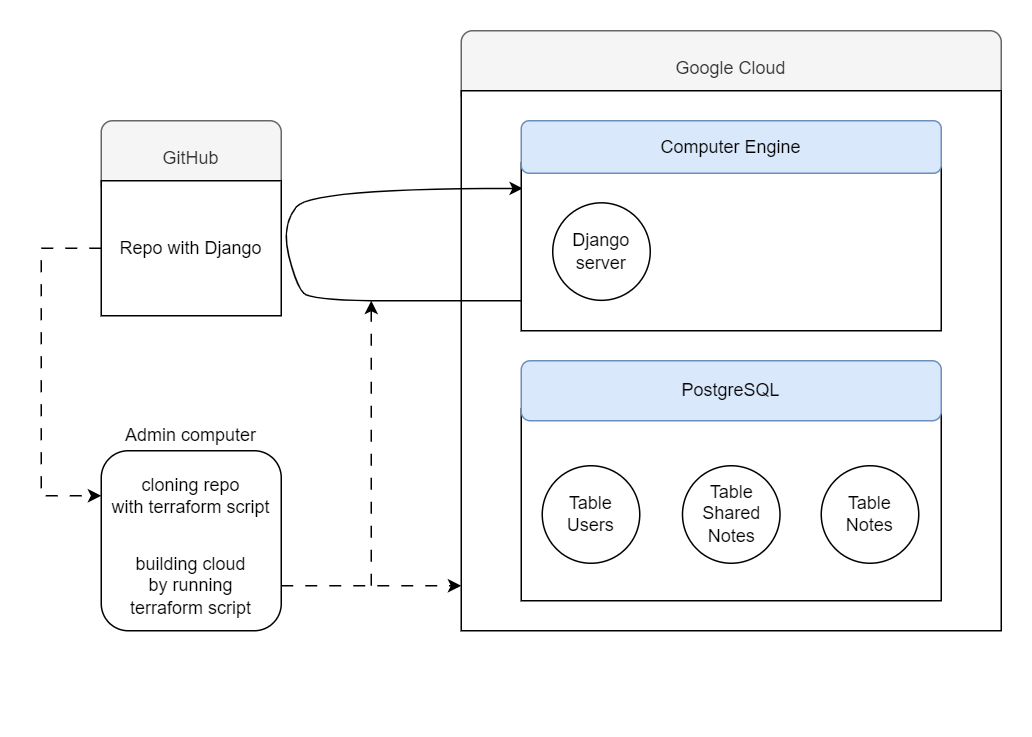 Google Cloud
GitHub
Repo with Django
Computer Engine
Django
server
PostgreSQL
Table
Users
Table
Shared
Notes
Table
Notes
Admin computer
cloning repo
with terraform script
building cloud
by running
terraform script